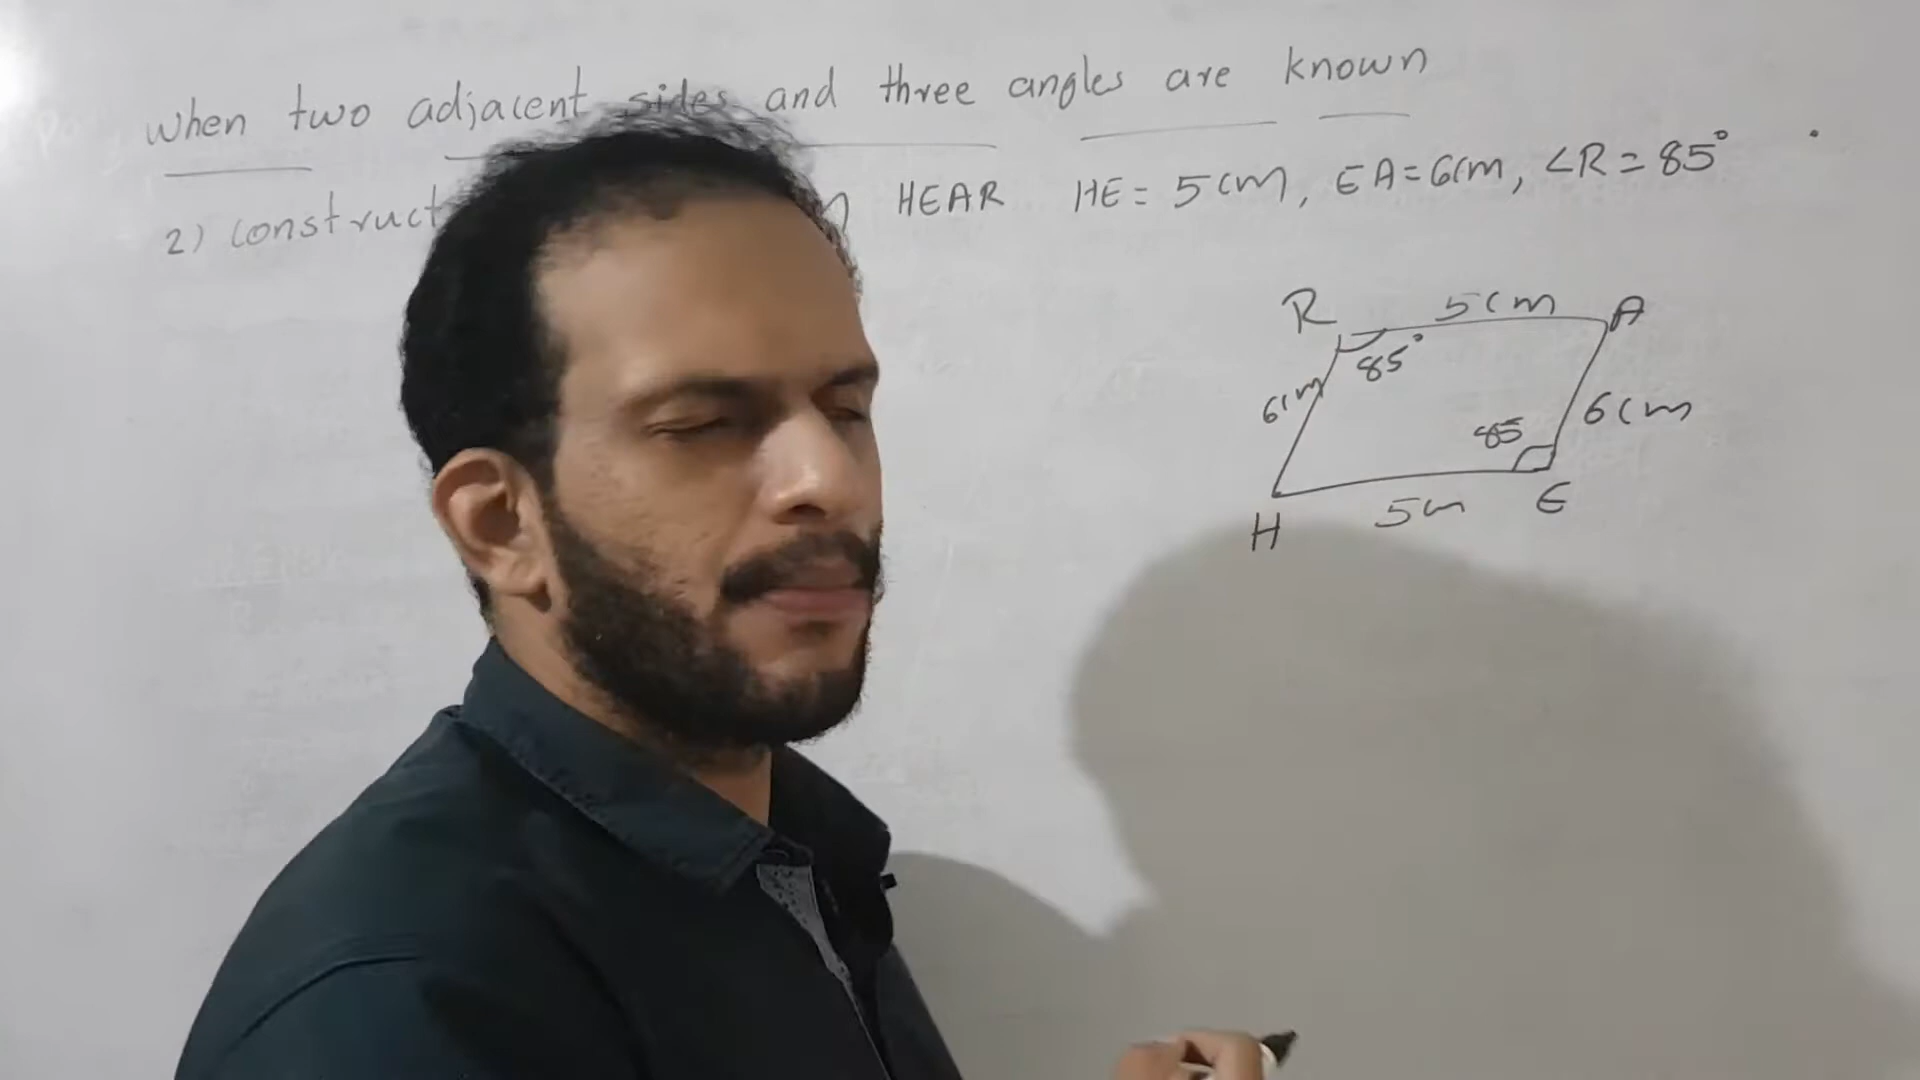 when two adjacent sides and three angles are known
2) construct HEAR HE = 5cm, EA=6cm, ∠R = 85°
R 5cm A
85°
6cm
6cm
85
5cm E
H